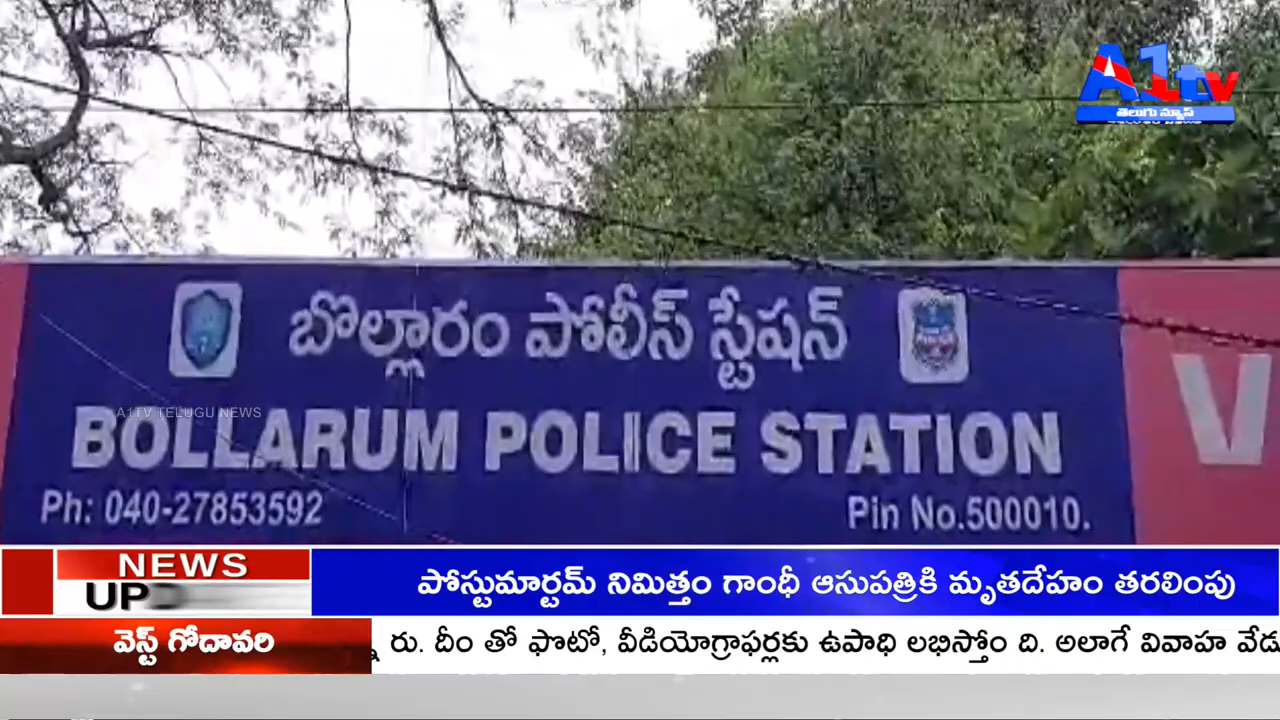 A1tv
తెలుగు న్యూస్
బొల్లారం పోలీస్ స్టేషన్
A1TV TELUGU NEWS
BOLLARUM POLICE STATION
Ph: 040-27853592
Pin No.500010.
V
NEWS
UP
పోస్టుమార్టమ్ నిమిత్తం గాంధీ ఆసుపత్రికి మృతదేహం తరలింపు
వెస్ట్ గోదావరి
రు. దీం తో ఫొటో, వీడియోగ్రాఫర్లకు ఉపాధి లభిస్తోం ది. అలాగే వివాహ వేడు